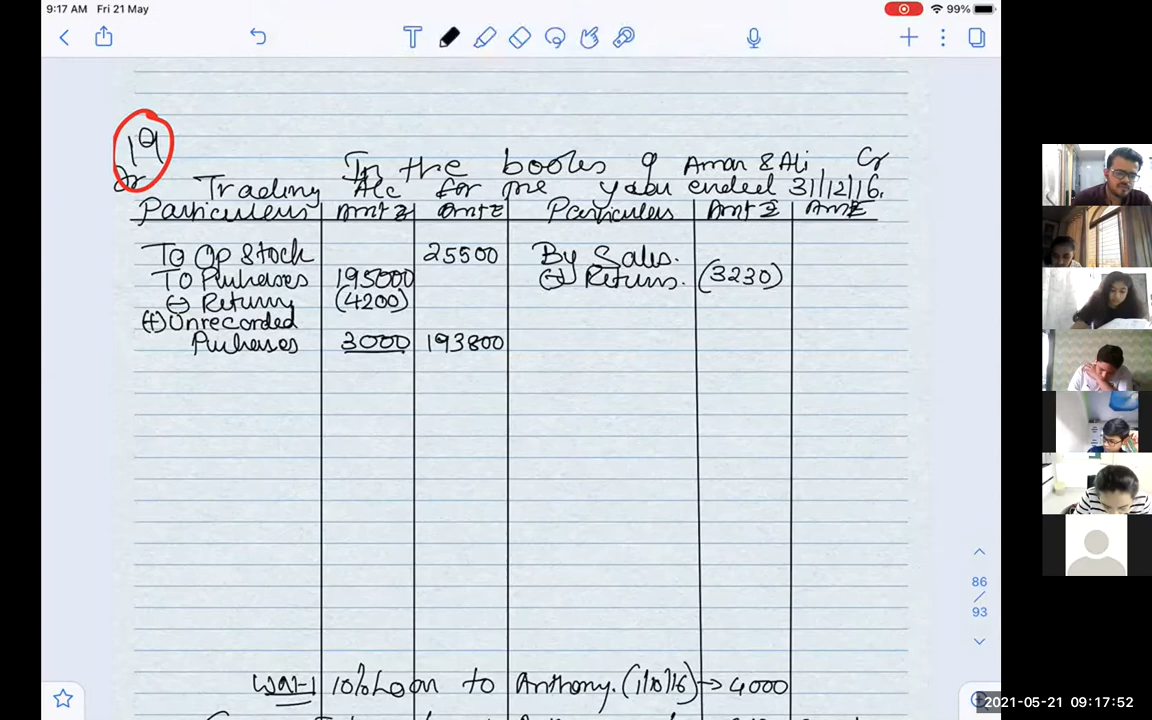 9:17 AM Fri 21 May
99%
19
In the books of Aman & Ali
Dr Cr
Trading A/c for the year ended 31/12/16.
Particulars Amt ₹ Amt ₹ Particulars Amt ₹ Amt ₹
To Op Stock 25500 By Sales.
To Purchases 195000 (-) Returns. (3230)
(-) Return (4200)
(+) Unrecorded
Purchases 3000 193800
86
/
93
WN-1 10% Loan to Anthony. (1/10/16) → 4000
2021-05-21 09:17:52